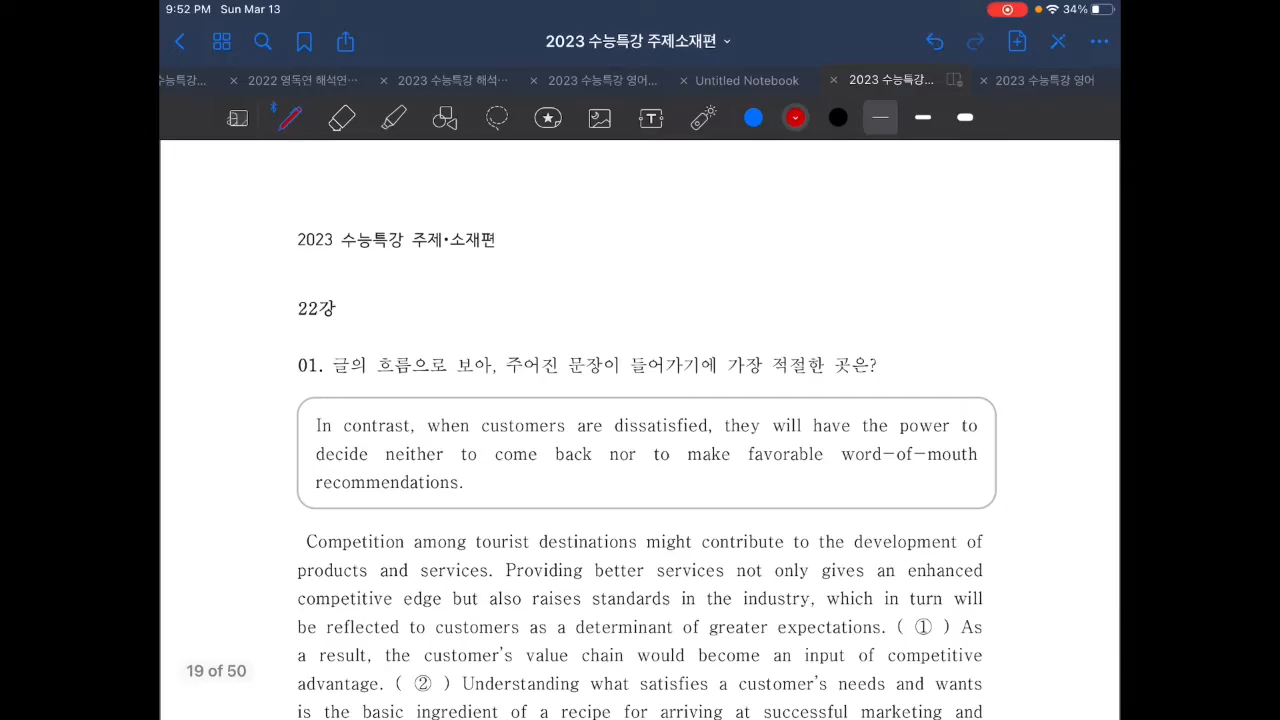 9:52 PM Sun Mar 13
34%
2023 수능특강 주제소재편
수능특강...
2022 영독연 해석연...
2023 수능특강 해석...
2023 수능특강 영어...
Untitled Notebook
2023 수능특강...
2023 수능특강 영어
2023 수능특강 주제•소재편
22강
01. 글의 흐름으로 보아, 주어진 문장이 들어가기에 가장 적절한 곳은?
In contrast, when customers are dissatisfied, they will have the power to
decide neither to come back nor to make favorable word-of-mouth
recommendations.
Competition among tourist destinations might contribute to the development of
products and services. Providing better services not only gives an enhanced
competitive edge but also raises standards in the industry, which in turn will
be reflected to customers as a determinant of greater expectations. ( ① ) As
a result, the customer's value chain would become an input of competitive
advantage. ( ② ) Understanding what satisfies a customer's needs and wants
is the basic ingredient of a recipe for arriving at successful marketing and
19 of 50